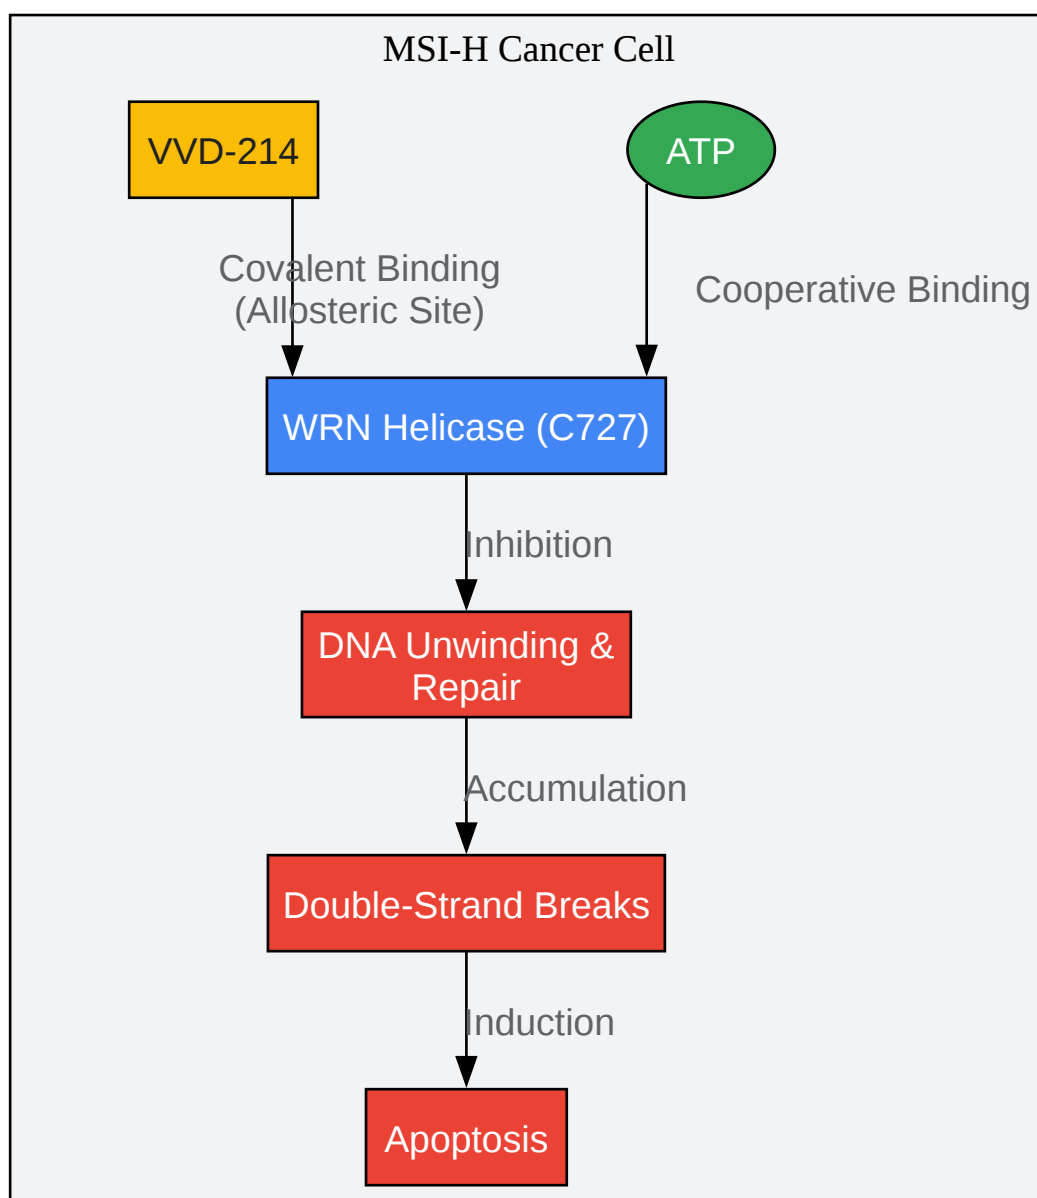 MSI-H Cancer Cell
VVD-214
ATP
Covalent Binding
(Allosteric Site)
Cooperative Binding
WRN Helicase (C727)
Inhibition
DNA Unwinding &
Repair
Accumulation
Double-Strand Breaks
Induction
Apoptosis